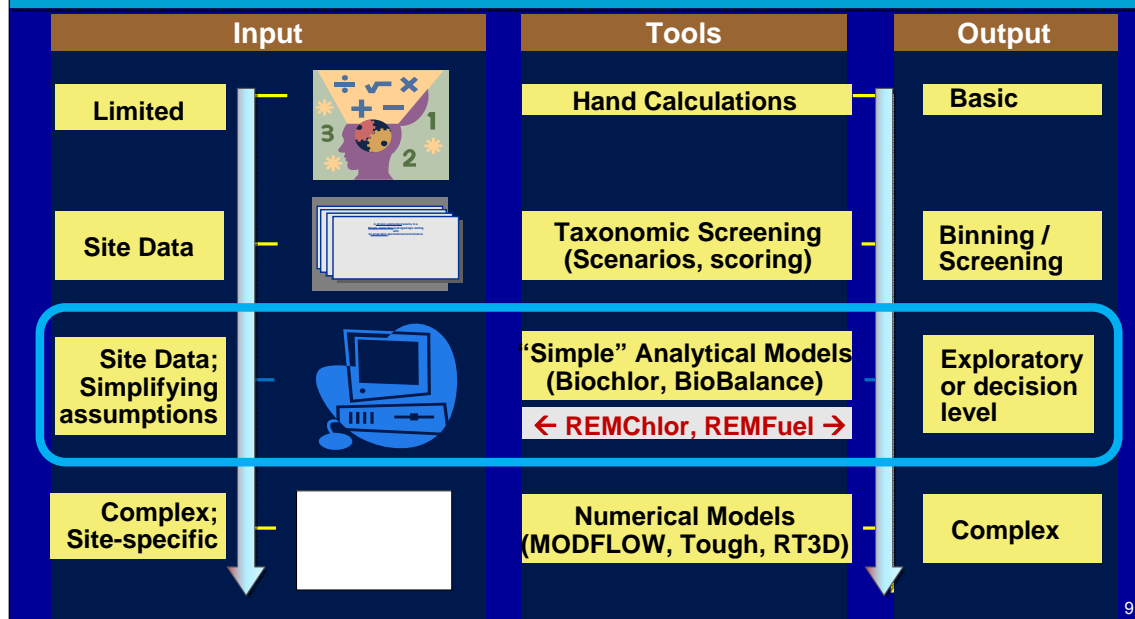 Input
Tools
Output
Limited
÷ √ ×
+ −
3
1
2
Hand Calculations
Basic
Site Data
Taxonomic Screening
(Scenarios, scoring)
Binning /
Screening
Site Data;
Simplifying
assumptions
“Simple” Analytical Models
(Biochlor, BioBalance)
← REMChlor, REMFuel →
Exploratory
or decision
level
Complex;
Site-specific
Numerical Models
(MODFLOW, Tough, RT3D)
Complex
9